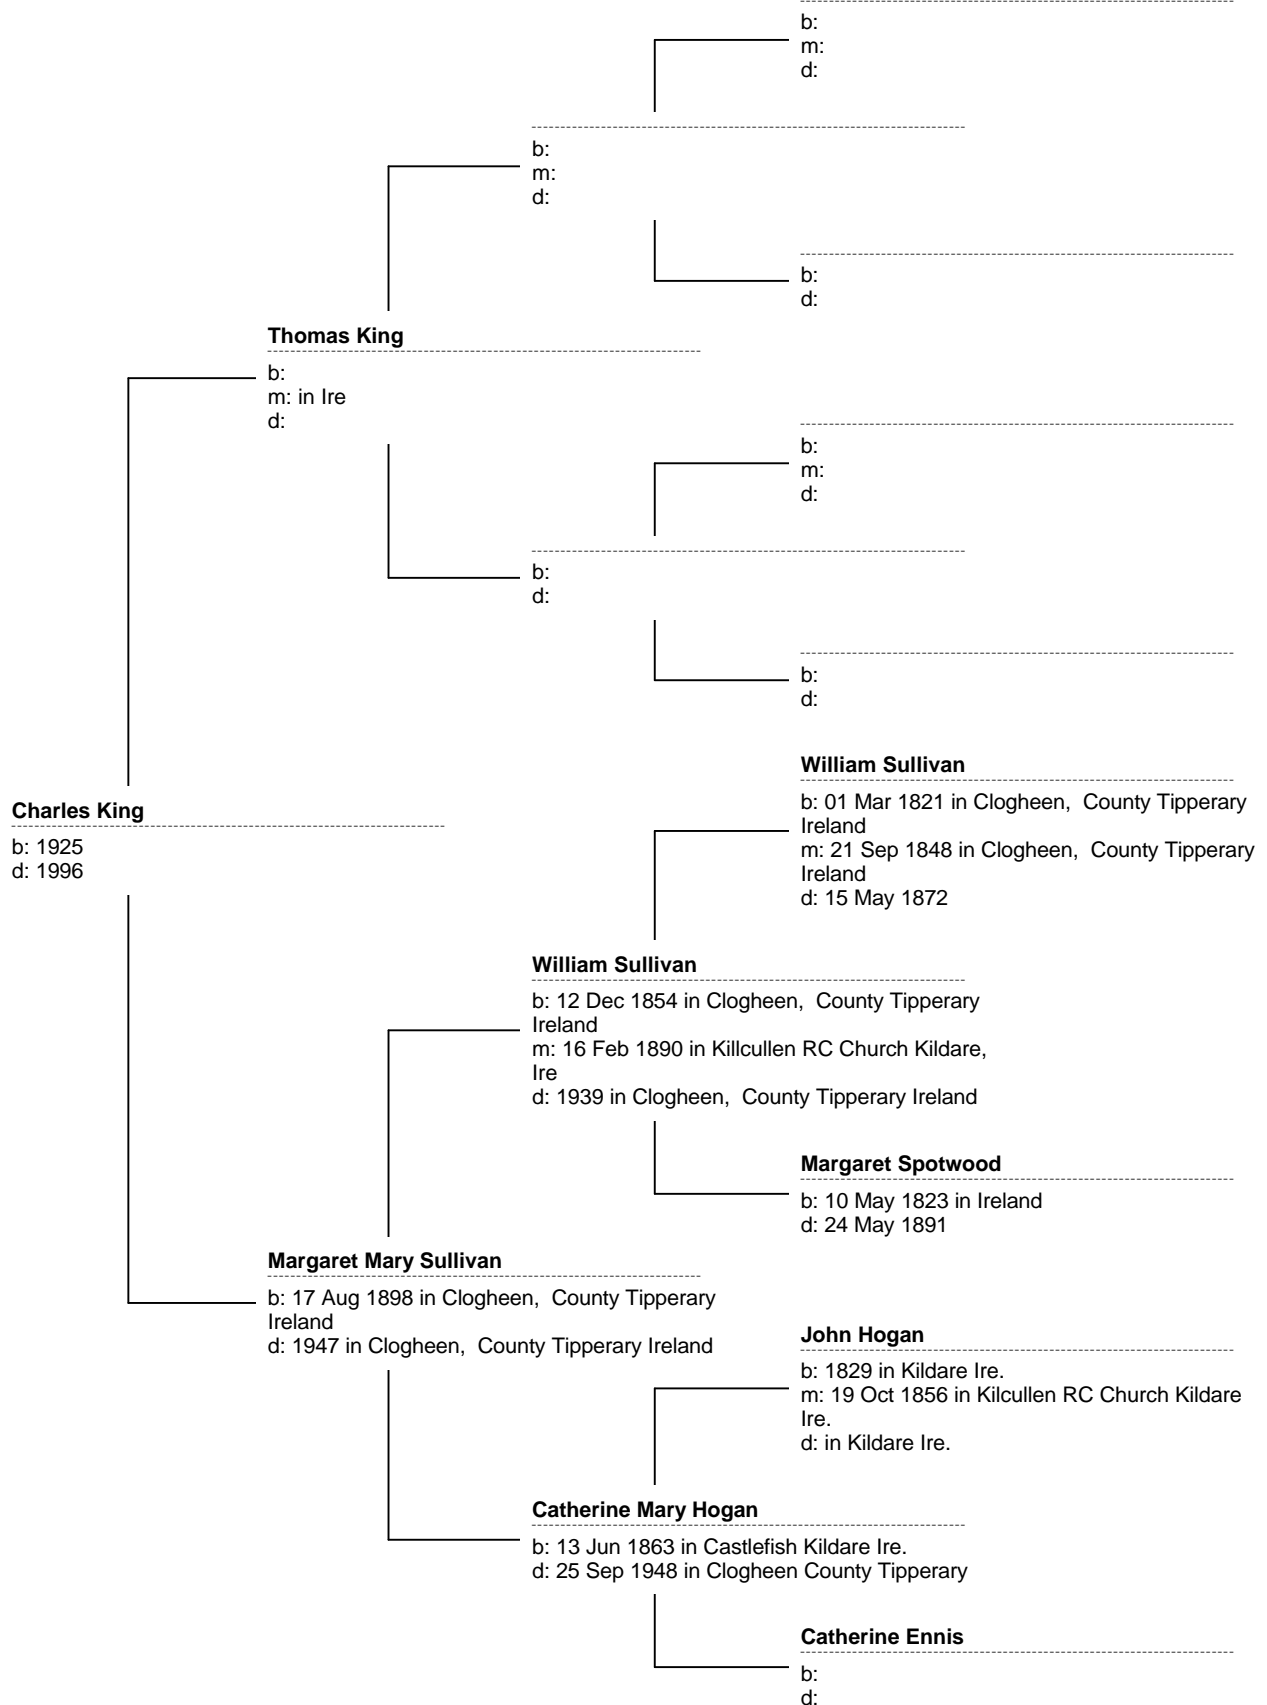 b:
m:
d:
b:
m:
d:
b:
d:
Thomas King
b:
m: in Ire
d:
b:
m:
d:
b:
d:
b:
d:
William Sullivan
b: 01 Mar 1821 in Clogheen, County Tipperary
Ireland
m: 21 Sep 1848 in Clogheen, County Tipperary
Ireland
d: 15 May 1872
Charles King
b: 1925
d: 1996
William Sullivan
b: 12 Dec 1854 in Clogheen, County Tipperary
Ireland
m: 16 Feb 1890 in Killcullen RC Church Kildare,
Ire
d: 1939 in Clogheen, County Tipperary Ireland
Margaret Spotwood
b: 10 May 1823 in Ireland
d: 24 May 1891
Margaret Mary Sullivan
b: 17 Aug 1898 in Clogheen, County Tipperary
Ireland
d: 1947 in Clogheen, County Tipperary Ireland
John Hogan
b: 1829 in Kildare Ire.
m: 19 Oct 1856 in Kilcullen RC Church Kildare
Ire.
d: in Kildare Ire.
Catherine Mary Hogan
b: 13 Jun 1863 in Castlefish Kildare Ire.
d: 25 Sep 1948 in Clogheen County Tipperary
Catherine Ennis
b:
d: